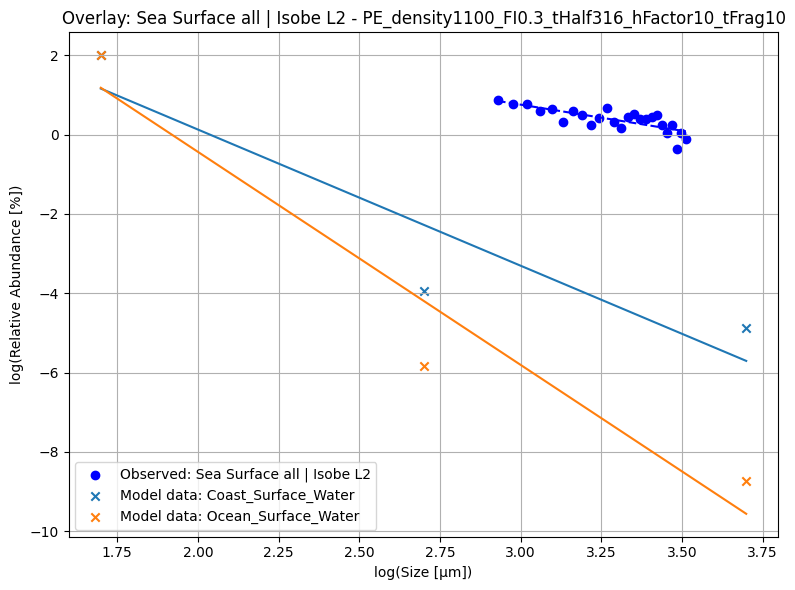 Overlay: Sea Surface all | Isobe L2 - PE_density1100_FI0.3_tHalf316_hFactor10_tFrag10
log(Relative Abundance [%])
2
0
−2
−4
−6
−8
−10
Observed: Sea Surface all | Isobe L2
Model data: Coast_Surface_Water
Model data: Ocean_Surface_Water
1.75 2.00 2.25 2.50 2.75 3.00 3.25 3.50 3.75
log(Size [µm])